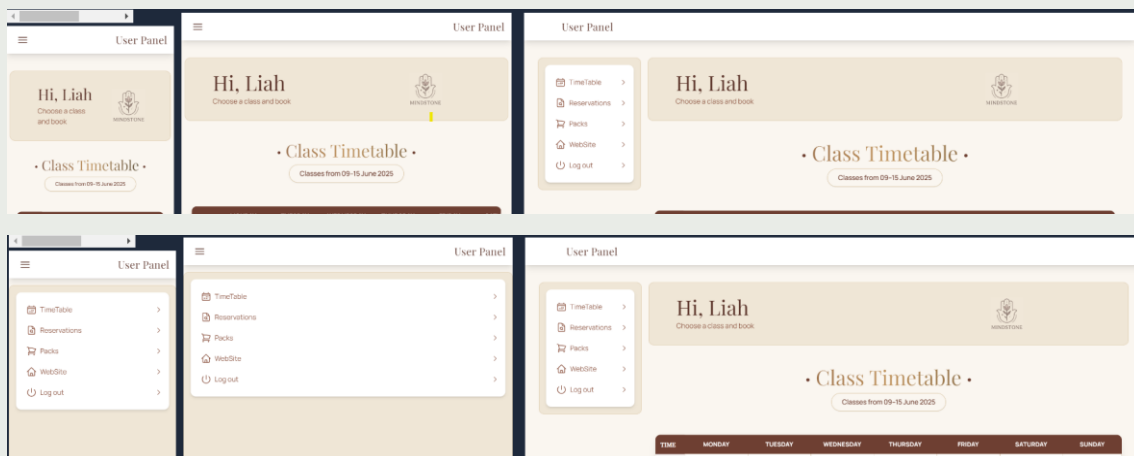 User Panel
Hi, Liah
Choose a class
and book
MINDSTONE
• Class Timetable •
Classes from 09-15 June 2025
User Panel
Hi, Liah
Choose a class and book
MINDSTONE
• Class Timetable •
Classes from 09-15 June 2025
User Panel
TimeTable
Reservations
Packs
WebSite
Log out
Hi, Liah
Choose a class and book
MINDSTONE
• Class Timetable •
Classes from 09-15 June 2025
User Panel
TimeTable
Reservations
Packs
WebSite
Log out
User Panel
TimeTable
Reservations
Packs
WebSite
Log out
User Panel
TimeTable
Reservations
Packs
WebSite
Log out
Hi, Liah
Choose a class and book
MINDSTONE
• Class Timetable •
Classes from 09-15 June 2025
TIME MONDAY TUESDAY WEDNESDAY THURSDAY FRIDAY SATURDAY SUNDAY